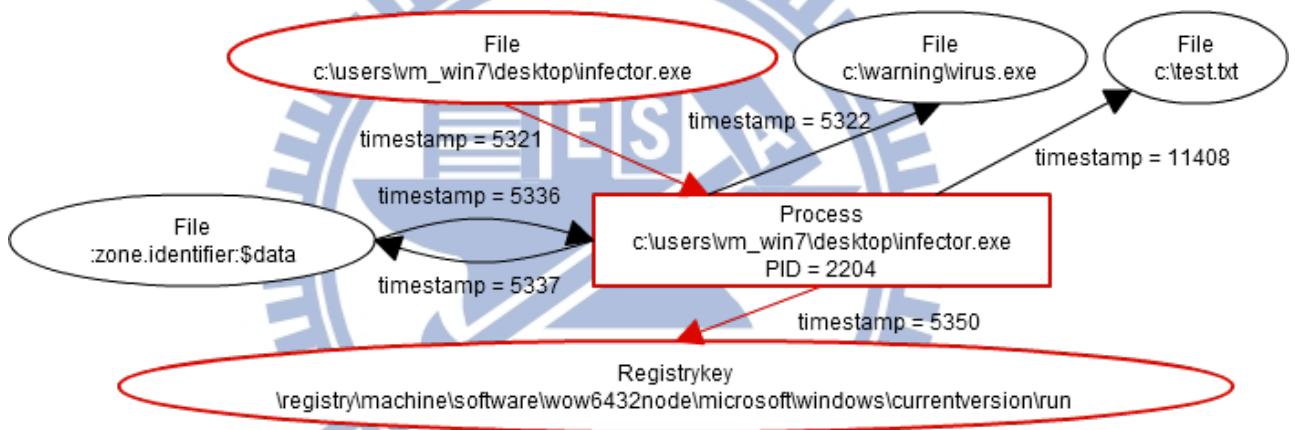 File
c:\users\vm_win7\desktop\infector.exe
File
c:\warning\virus.exe
File
c:\test.txt
timestamp = 5321
timestamp = 5322
timestamp = 11408
timestamp = 5336
File
:zone.identifier:$data
Process
c:\users\vm_win7\desktop\infector.exe
PID = 2204
timestamp = 5337
timestamp = 5350
Registrykey
\registry\machine\software\wow6432node\microsoft\windows\currentversion\run
ESA